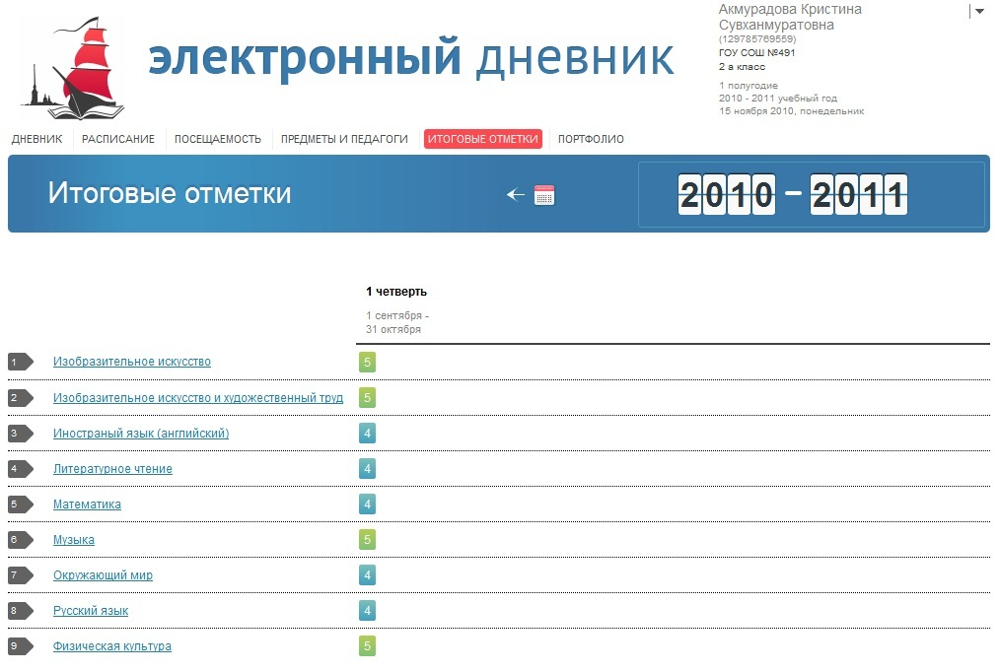 Акмурадова Кристина
Сувханмуратовна
(129785769559)
ГОУ СОШ №491
2 а класс
1 полугодие
2010 - 2011 учебный год
15 ноября 2010, понедельник
электронный дневник
ДНЕВНИК РАСПИСАНИЕ ПОСЕЩАЕМОСТЬ ПРЕДМЕТЫ И ПЕДАГОГИ ИТОГОВЫЕ ОТМЕТКИ ПОРТФОЛИО
Итоговые отметки 2010 – 2011
1 четверть
1 сентября -
31 октября
1 Изобразительное искусство 5
2 Изобразительное искусство и художественный труд 5
3 Иностраный язык (английский) 4
4 Литературное чтение 4
5 Математика 4
6 Музыка 5
7 Окружающий мир 4
8 Русский язык 4
9 Физическая культура 5